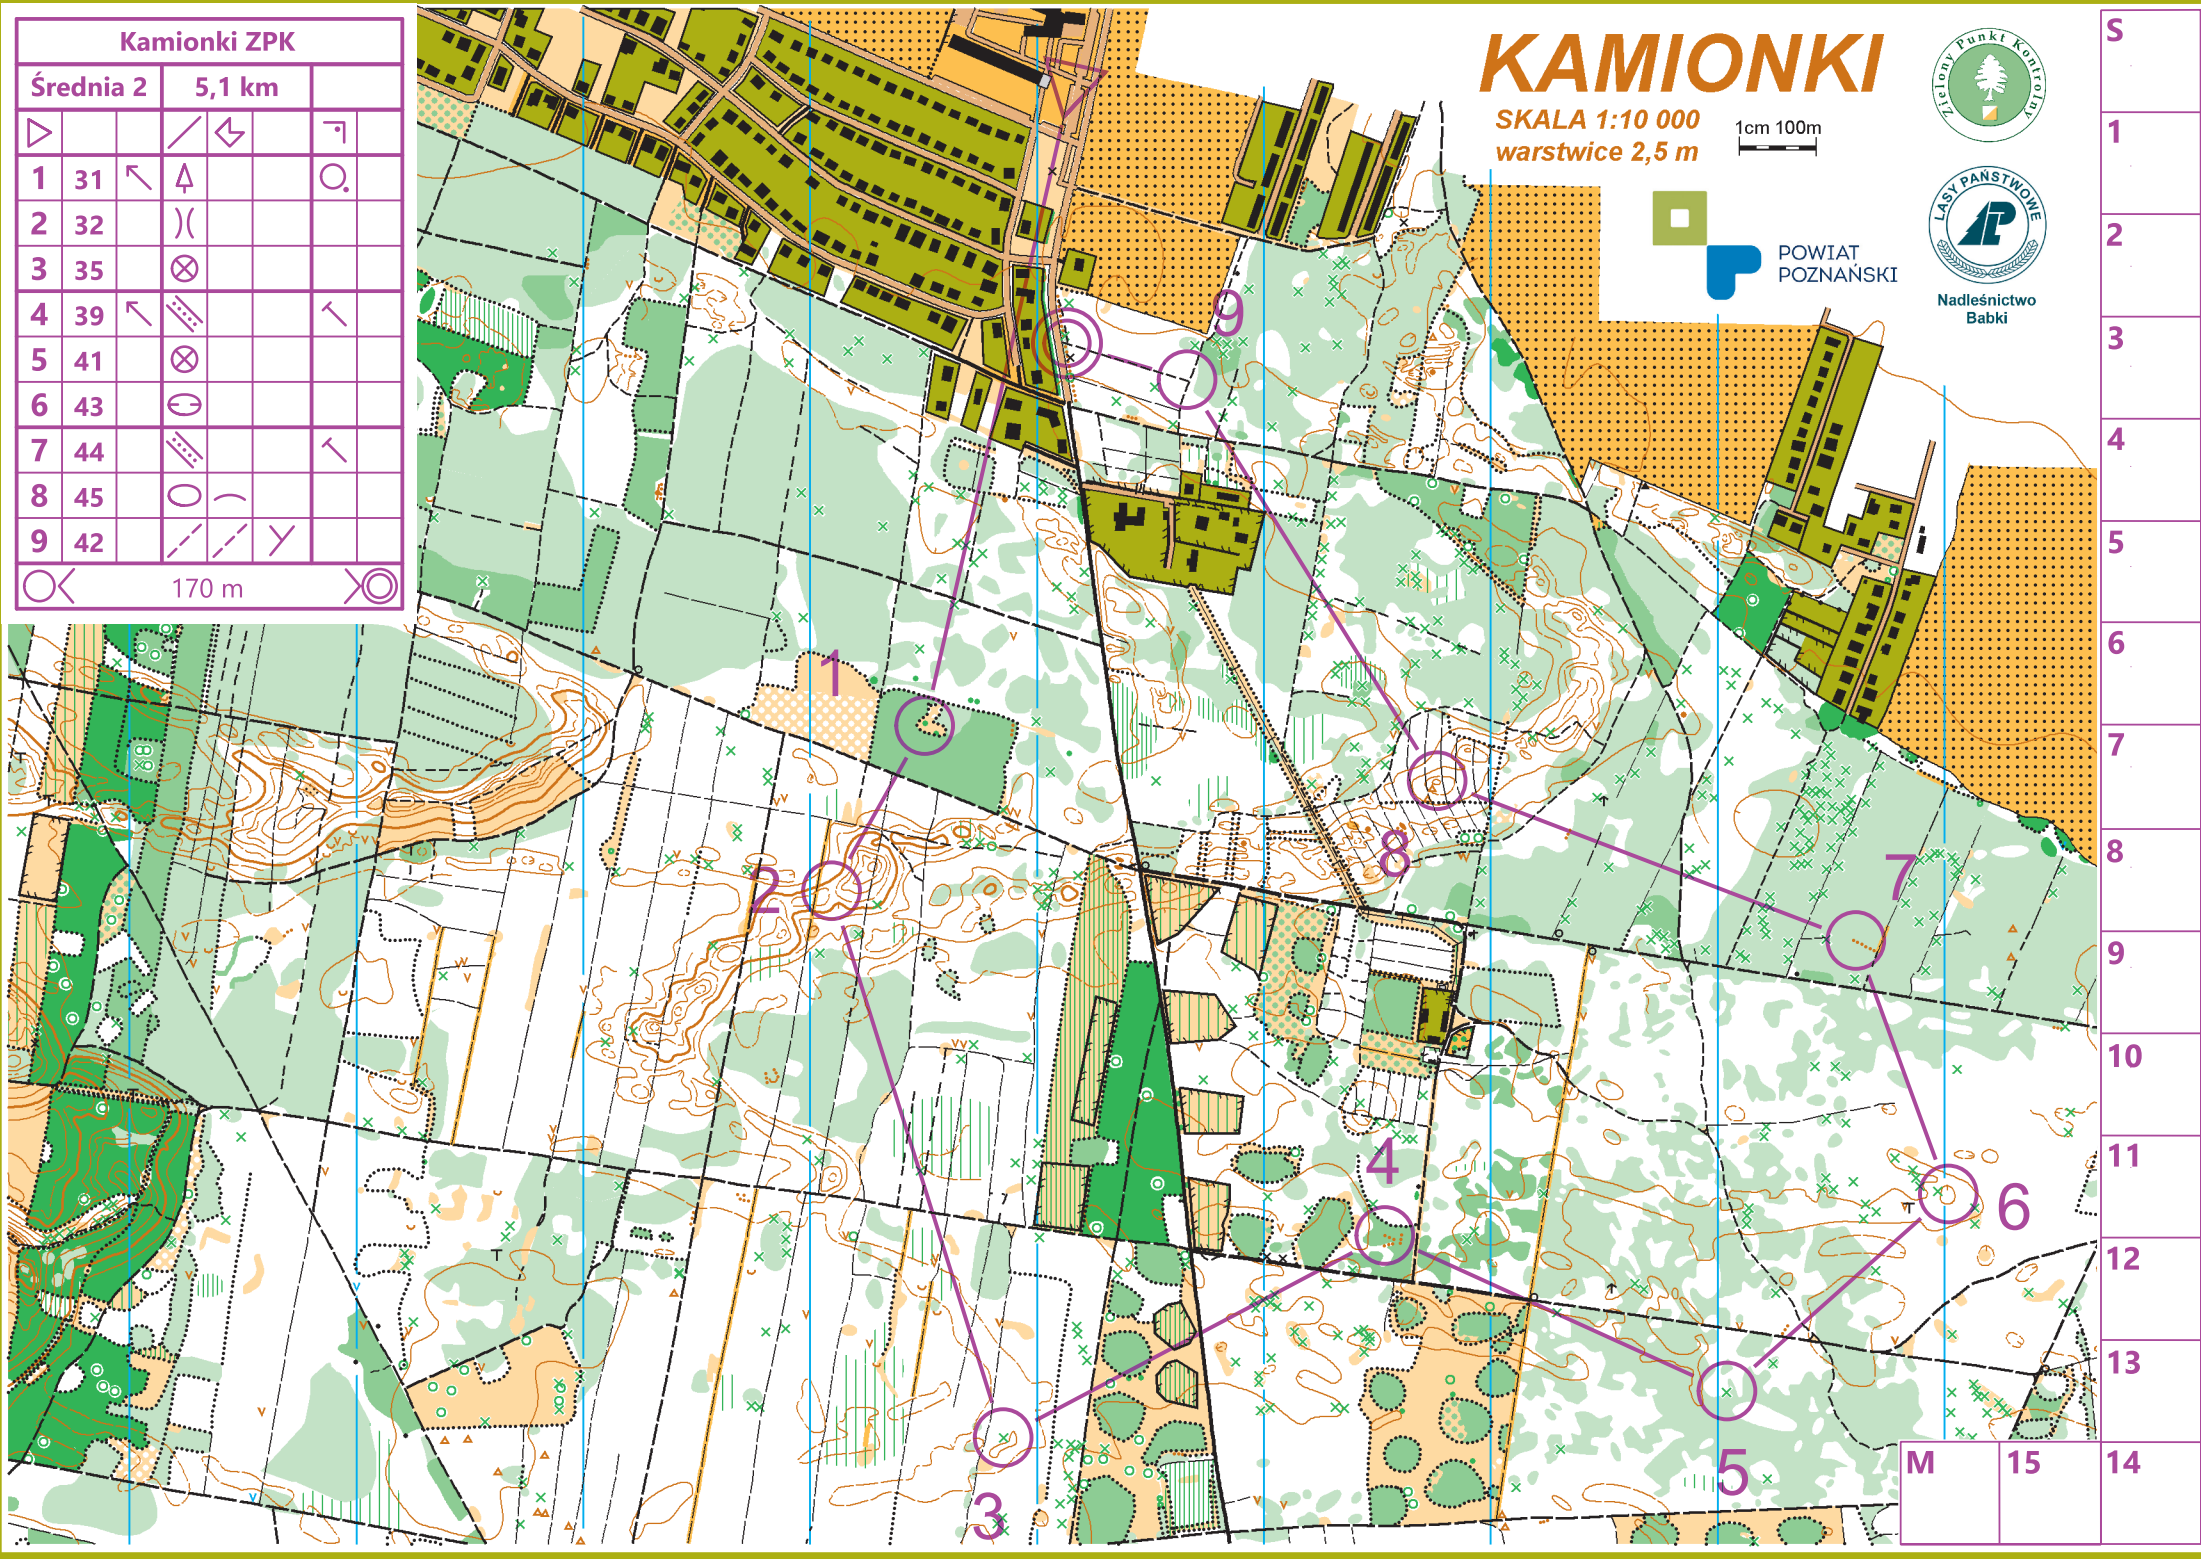 Kamionki ZPK
Średnia 2 5,1 km
1 31
2 32
3 35
4 39
5 41
6 43
7 44
8 45
9 42
170 m
KAMIONKI
SKALA 1:10 000
warstwice 2,5 m
1cm 100m
Zielony Punkt Kontrolny
LASY PAŃSTWOWE
LP
Nadleśnictwo
Babki
POWIAT
POZNAŃSKI
9
1
8
2
7
4
6
5
3
S
1
2
3
4
5
6
7
8
9
10
11
12
13
M 15 14